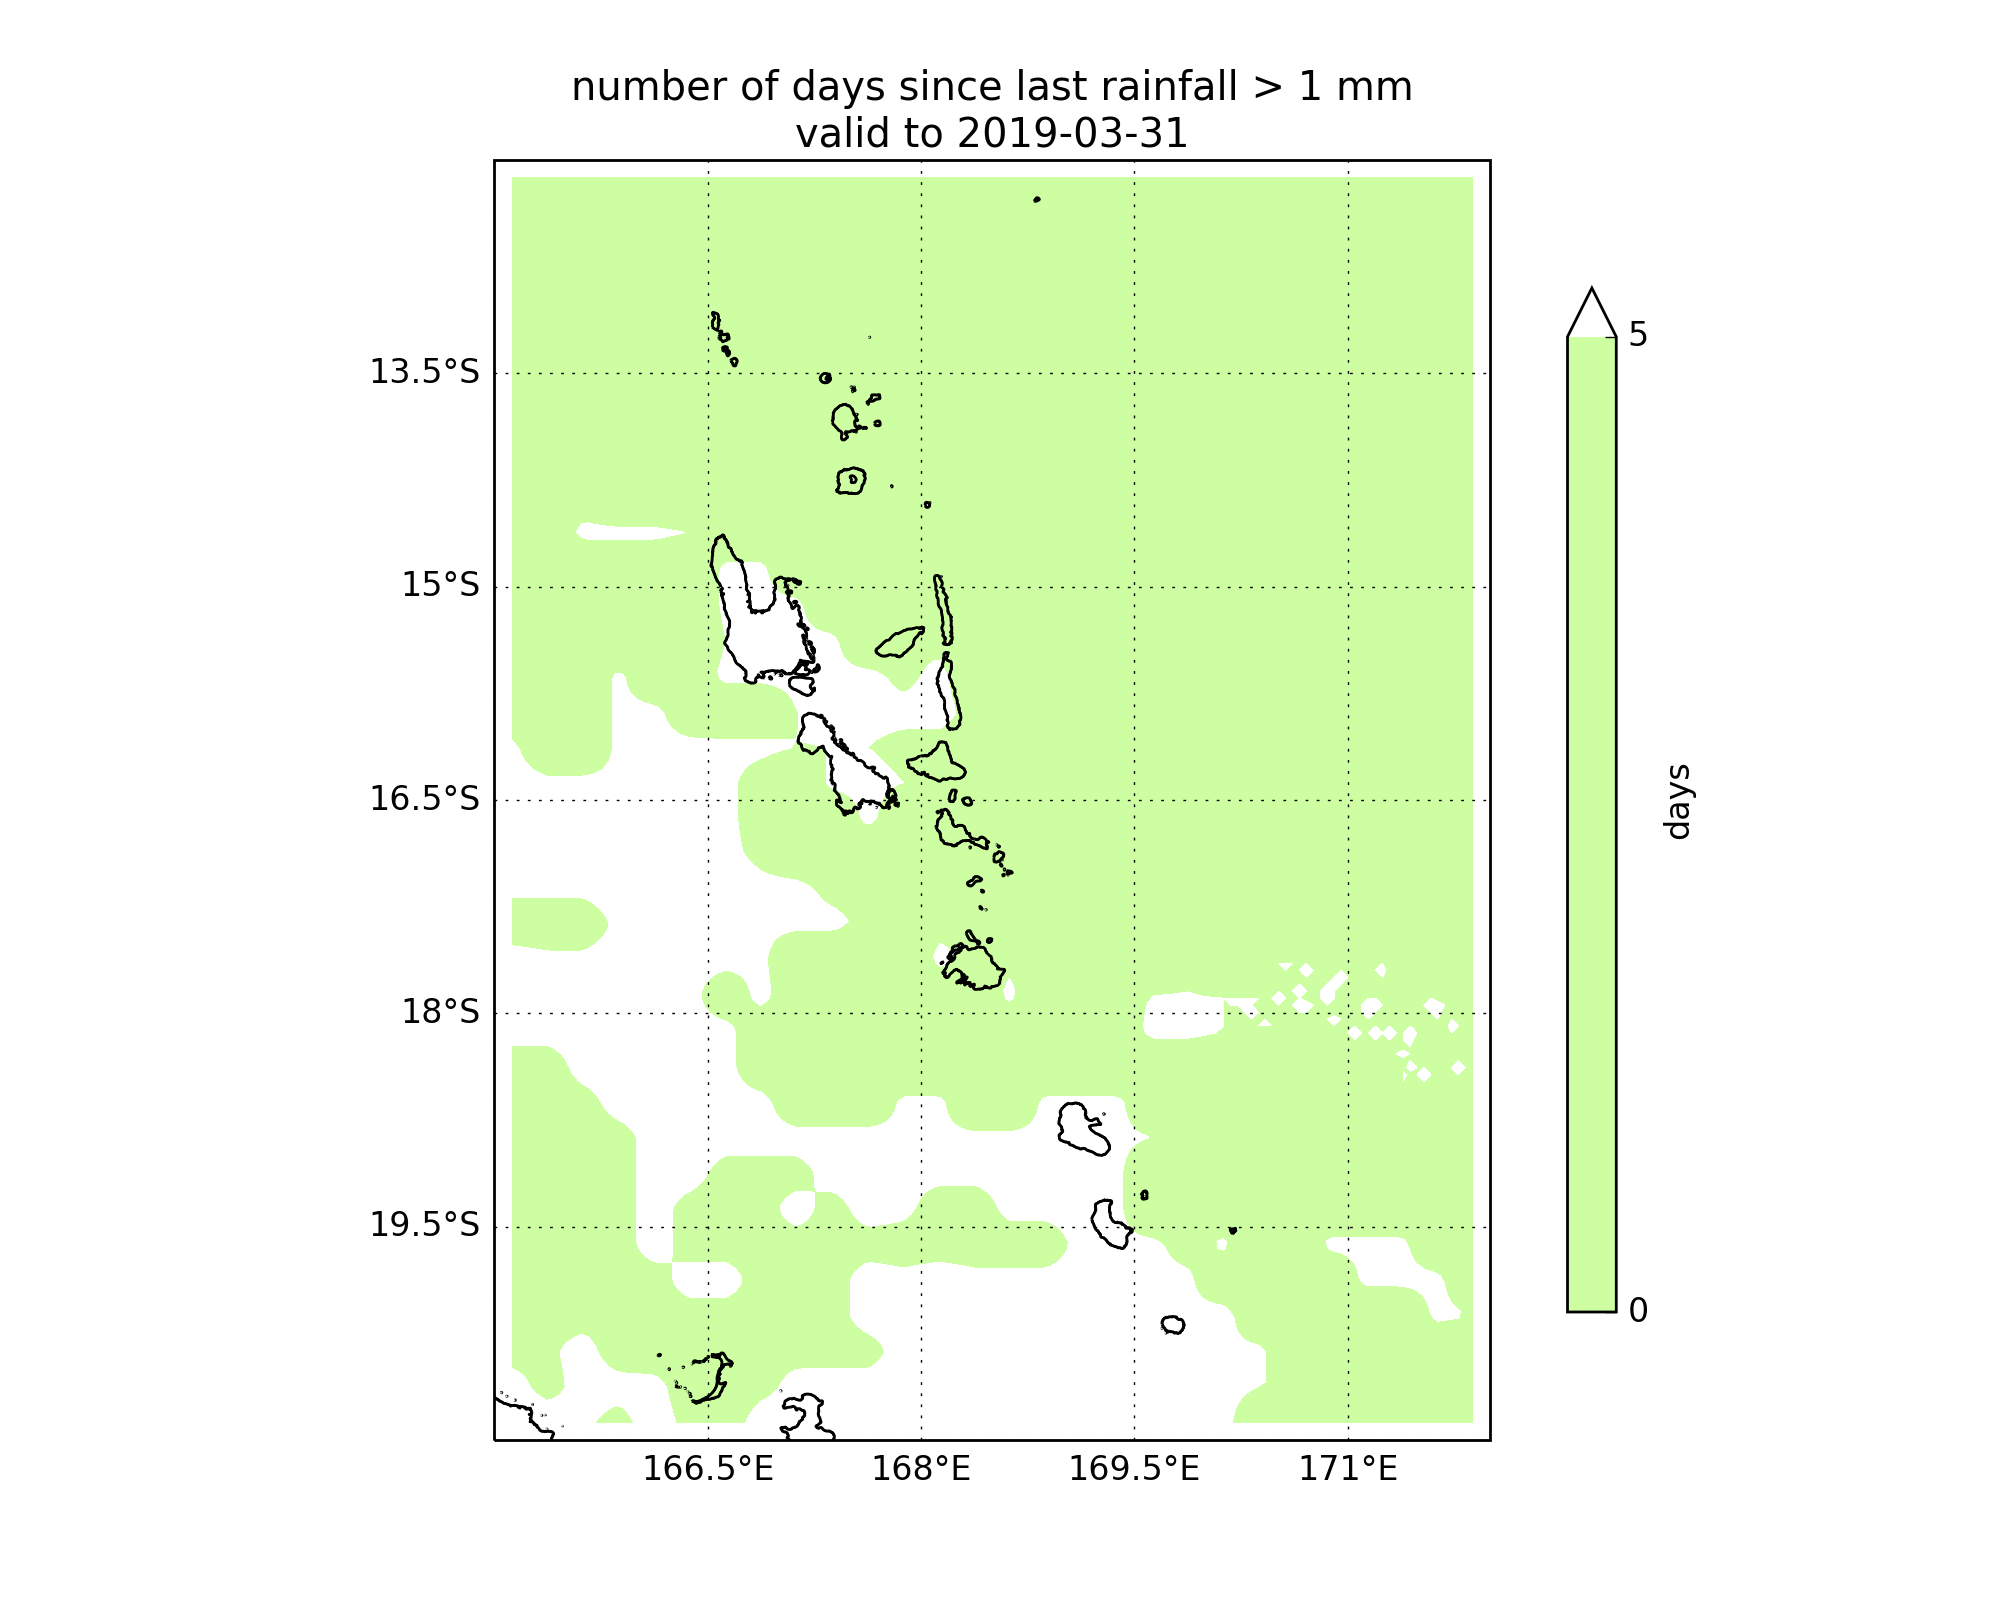 number of days since last rainfall > 1 mm
valid to 2019-03-31
5
13.5°S
15°S
16.5°S
days
18°S
19.5°S
0
166.5°E
168°E
169.5°E
171°E